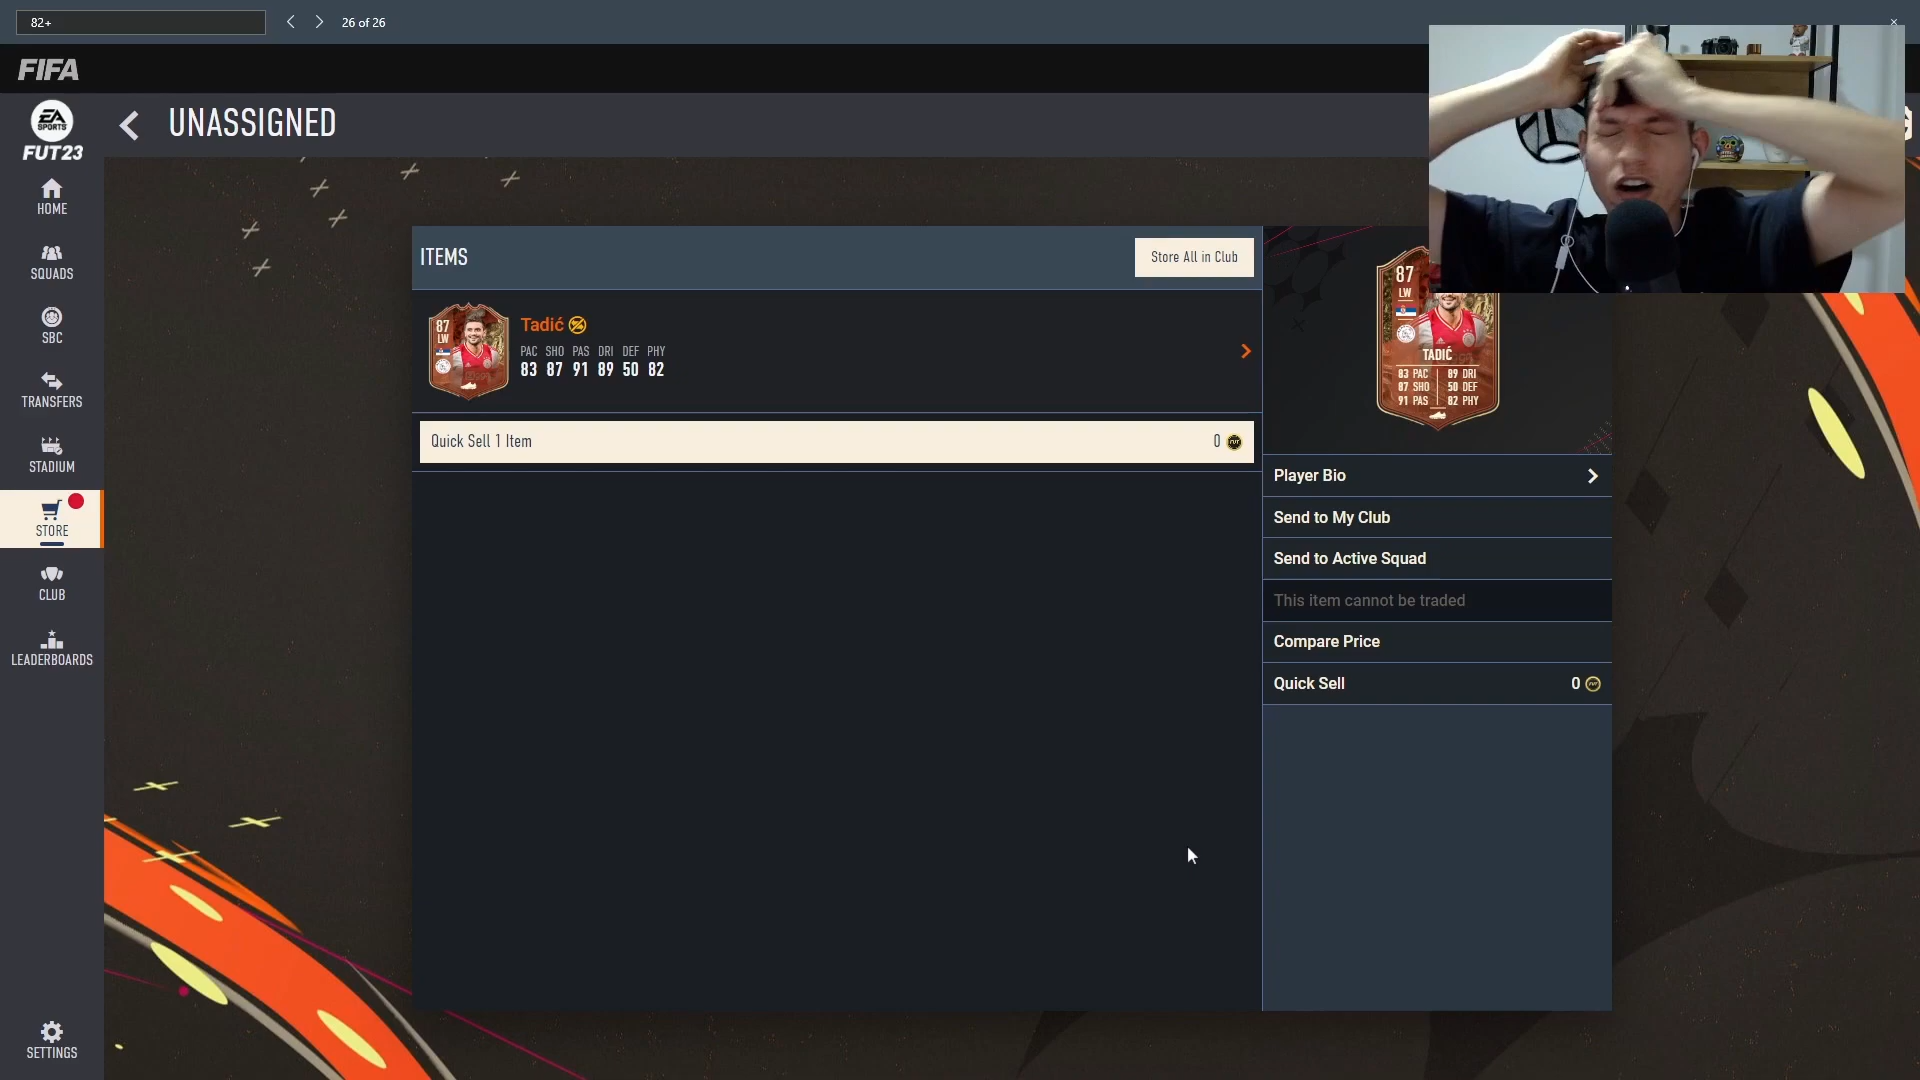 82+
26 of 26
FIFA
EA SPORTS
FUT23
UNASSIGNED
HOME
SQUADS
SBC
TRANSFERS
STADIUM
STORE
CLUB
LEADERBOARDS
SETTINGS
ITEMS
Store All in Club
87
LW
Tadić
PAC SHO PAS DRI DEF PHY
83 87 91 89 50 82
Quick Sell 1 Item 0
87
LW
TADIĆ
83 PAC 89 DRI
87 SHO 50 DEF
91 PAS 82 PHY
Player Bio
Send to My Club
Send to Active Squad
This item cannot be traded
Compare Price
Quick Sell 0